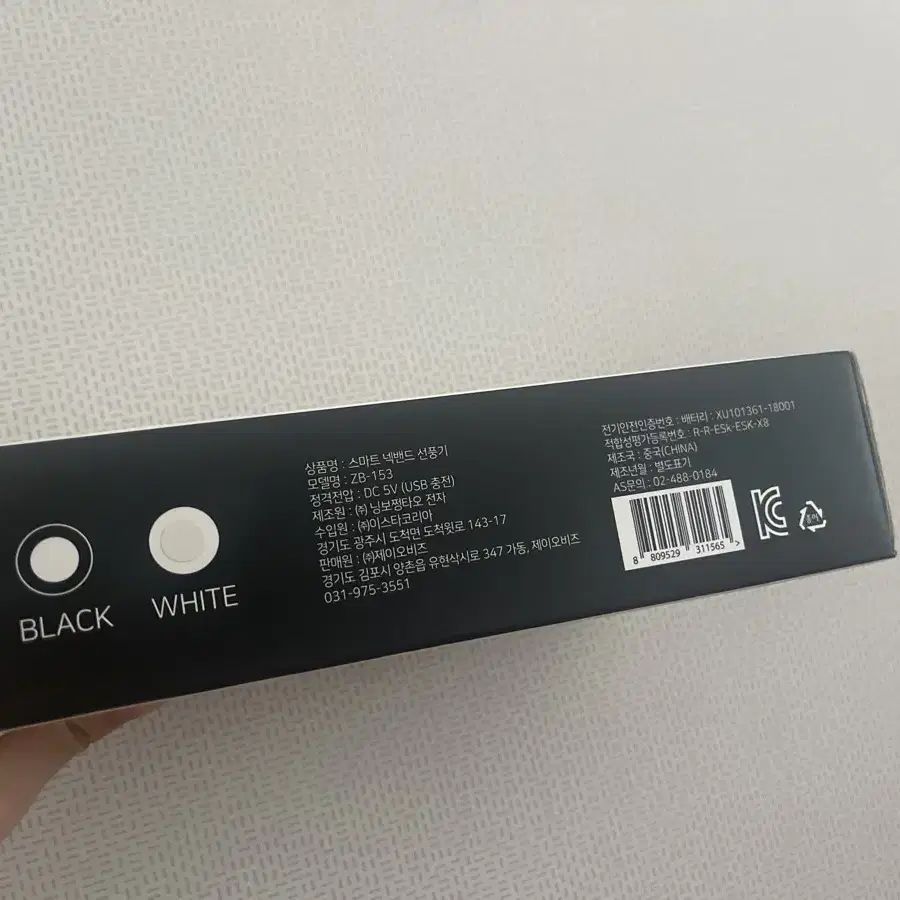 BLACK
WHITE
상품명 : 스마트 넥밴드 선풍기
모델명 : ZB-153
정격전압 : DC 5V (USB 충전)
제조원 : ㈜ 닝보쩡타오 전자
수입원 : ㈜이스타코리아
경기도 광주시 도척면 도척윗로 143-17
판매원 : ㈜제이오비즈
경기도 김포시 양촌읍 유현삭시로 347 가동, 제이오비즈
031-975-3551
전기안전인증번호 : 배터리 : XU101361-18001
적합성평가등록번호 : R-R-ESk-ESK-X8
제조국 : 중국(CHINA)
제조년월 : 별도표기
AS문의 : 02-488-0184
8 809529 311565 >
종이